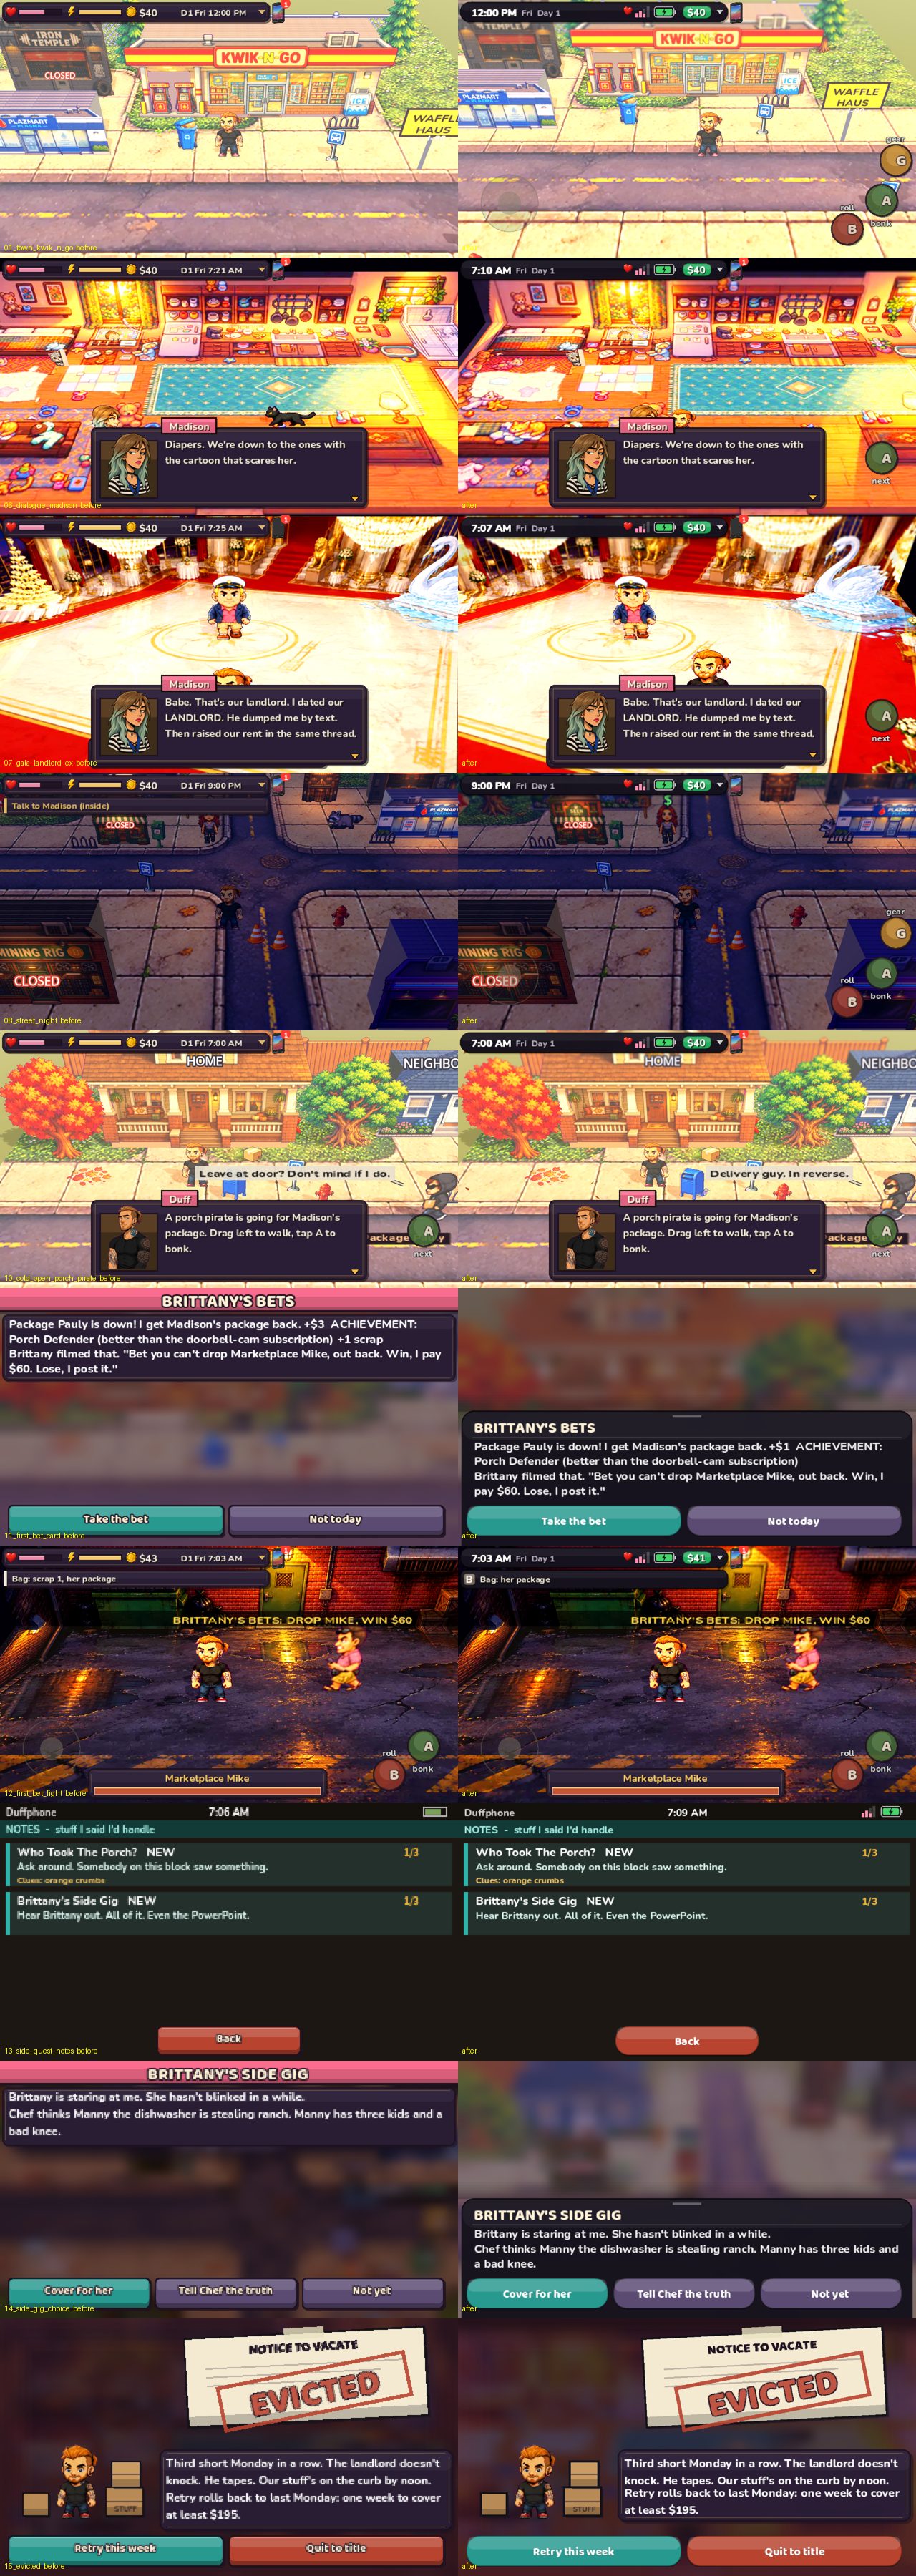 $40 D1 Fri 12:00 PM 1
12:00 PM Fri Day 1 $40 1
IRON TEMPLE
CLOSED
KWIK-N-GO
ICE
PLAZMART
WAFFLE HAUS
KWIK-N-GO
ICE
WAFFLE HAUS
gear
G
A
roll
B
bonk
01_town_kwik_n_go before
after
$40 D1 Fri 7:21 AM 1
7:10 AM Fri Day 1 $40 1
Madison
Diapers. We're down to the ones with
the cartoon that scares her.
06_dialogue_madison before
Madison
Diapers. We're down to the ones with
the cartoon that scares her.
A
next
after
$40 D1 Fri 7:25 AM 1
7:07 AM Fri Day 1 $40 1
Madison
Babe. That's our landlord. I dated our
LANDLORD. He dumped me by text.
Then raised our rent in the same thread.
07_gala_landlord_ex before
Madison
Babe. That's our landlord. I dated our
LANDLORD. He dumped me by text.
Then raised our rent in the same thread.
A
next
after
$40 D1 Fri 9:00 PM 1
9:00 PM Fri Day 1 $40 1
Talk to Madison (inside)
CLOSED
PLAZMART
MINING RIG
CLOSED
08_street_night before
$
BEER
CLOSED
PLAZMART
MINING RIG
CLOSED
gear
G
A
roll
B
bonk
after
$40 D1 Fri 7:00 AM 1
7:00 AM Fri Day 1 $40 1
HOME
NEIGHBO
Leave at door? Don't mind if I do.
Duff
A porch pirate is going for Madison's
package. Drag left to walk, tap A to
bonk.
Package
A
next
10_cold_open_porch_pirate before
HOME
NEIGHBO
Delivery guy. In reverse.
Duff
A porch pirate is going for Madison's
package. Drag left to walk, tap A to
bonk.
A
next
after
BRITTANY'S BETS
Package Pauly is down! I get Madison's package back. +$3 ACHIEVEMENT:
Porch Defender (better than the doorbell-cam subscription) +1 scrap
Brittany filmed that. "Bet you can't drop Marketplace Mike, out back. Win, I pay
$60. Lose, I post it."
Take the bet
Not today
11_first_bet_card before
BRITTANY'S BETS
Package Pauly is down! I get Madison's package back. +$1 ACHIEVEMENT:
Porch Defender (better than the doorbell-cam subscription)
Brittany filmed that. "Bet you can't drop Marketplace Mike, out back. Win, I
pay $60. Lose, I post it."
Take the bet
Not today
after
$43 D1 Fri 7:03 AM 1
7:03 AM Fri Day 1 $41 1
Bag: scrap 1, her package
BRITTANY'S BETS: DROP MIKE, WIN $60
roll
A
B
bonk
Marketplace Mike
12_first_bet_fight before
B Bag: her package
BRITTANY'S BETS: DROP MIKE, WIN $60
roll
A
B
bonk
Marketplace Mike
after
Duffphone 7:06 AM
NOTES - stuff I said I'd handle
Who Took The Porch? NEW 1/3
Ask around. Somebody on this block saw something.
Clues: orange crumbs
Brittany's Side Gig NEW 1/3
Hear Brittany out. All of it. Even the PowerPoint.
Back
13_side_quest_notes before
Duffphone 7:09 AM
NOTES - stuff I said I'd handle
Who Took The Porch? NEW 1/3
Ask around. Somebody on this block saw something.
Clues: orange crumbs
Brittany's Side Gig NEW 1/3
Hear Brittany out. All of it. Even the PowerPoint.
Back
after
BRITTANY'S SIDE GIG
Brittany is staring at me. She hasn't blinked in a while.
Chef thinks Manny the dishwasher is stealing ranch. Manny has three kids and a
bad knee.
Cover for her
Tell Chef the truth
Not yet
14_side_gig_choice before
BRITTANY'S SIDE GIG
Brittany is staring at me. She hasn't blinked in a while.
Chef thinks Manny the dishwasher is stealing ranch. Manny has three kids and
a bad knee.
Cover for her
Tell Chef the truth
Not yet
after
NOTICE TO VACATE
EVICTED
STUFF
Third short Monday in a row. The landlord doesn't
knock. He tapes. Our stuff's on the curb by noon.
Retry rolls back to last Monday: one week to cover
at least $195.
Retry this week
Quit to title
15_evicted before
NOTICE TO VACATE
EVICTED
STUFF
Third short Monday in a row. The landlord doesn't
knock. He tapes. Our stuff's on the curb by noon.
Retry rolls back to last Monday: one week to cover
at least $195.
Retry this week
Quit to title
after